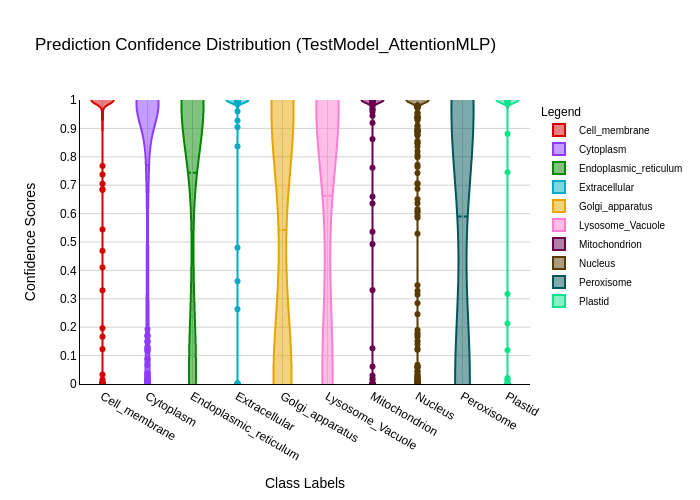 Prediction Confidence Distribution (TestModel_AttentionMLP)
Legend
Cell_membrane
Cytoplasm
Endoplasmic_reticulum
Extracellular
Golgi_apparatus
Lysosome_Vacuole
Mitochondrion
Nucleus
Peroxisome
Plastid
Confidence Scores
1
0.9
0.8
0.7
0.6
0.5
0.4
0.3
0.2
0.1
0
Cell_membrane
Cytoplasm
Endoplasmic_reticulum
Extracellular
Golgi_apparatus
Lysosome_Vacuole
Mitochondrion
Nucleus
Peroxisome
Plastid
Class Labels